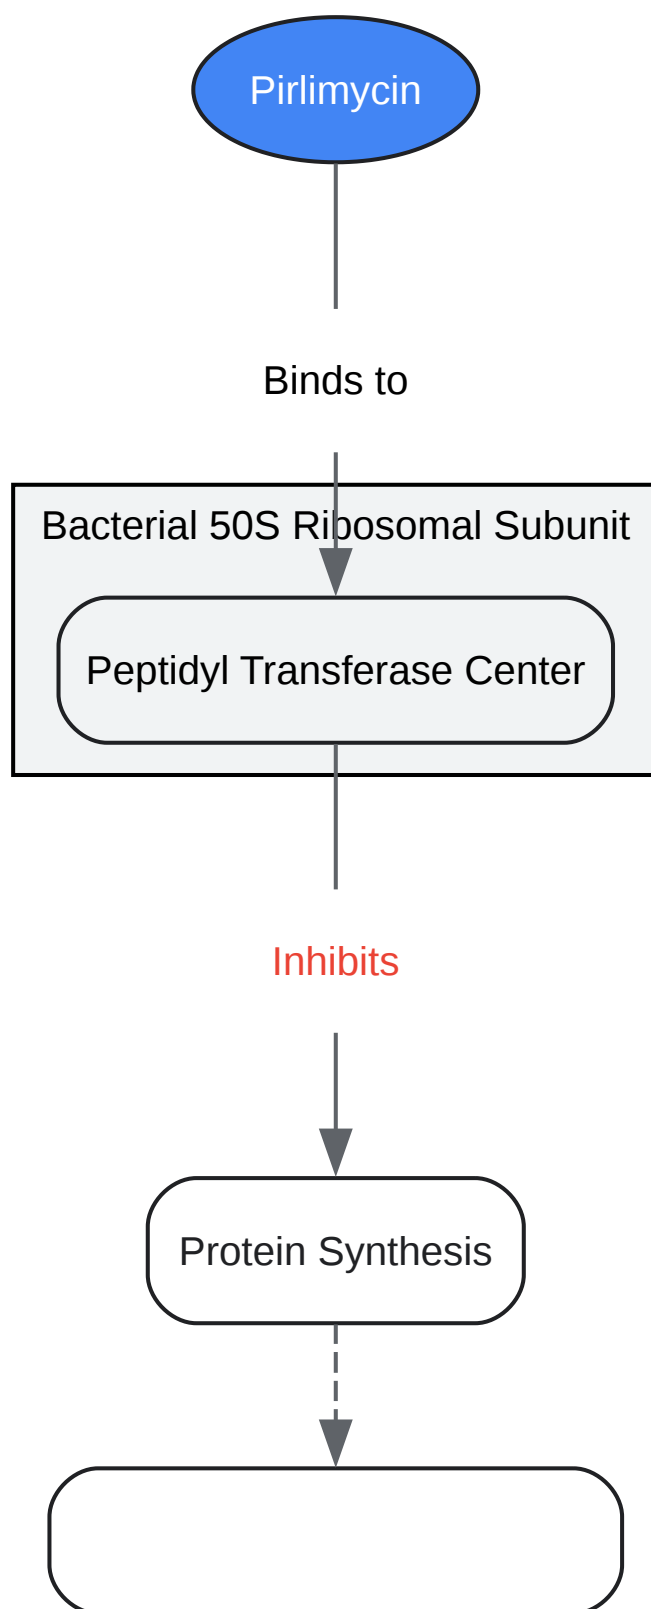 Pirlimycin
Binds to
Bacterial 50S Ribosomal Subunit
Peptidyl Transferase Center
Inhibits
Protein Synthesis